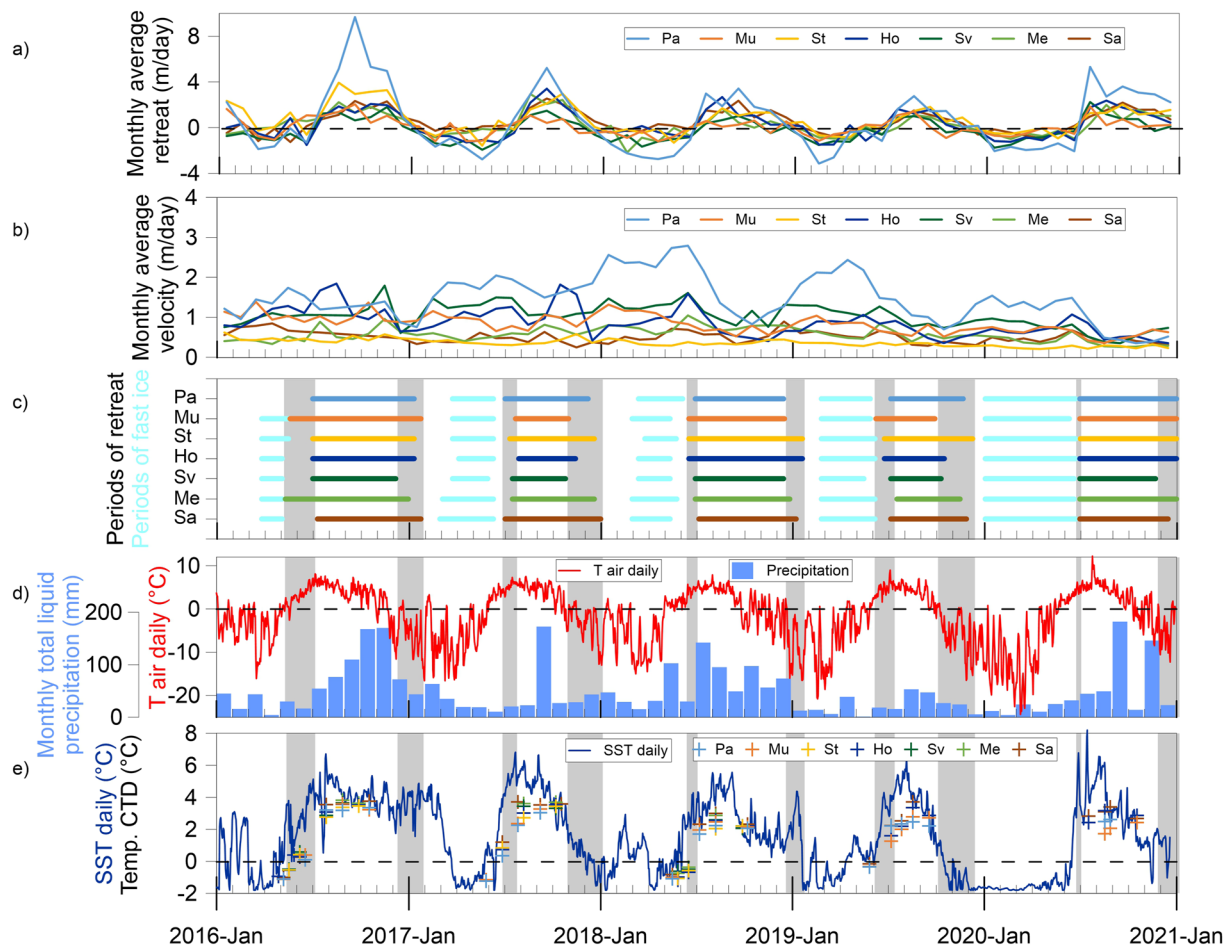 a)
Monthly average
retreat (m/day)
8
4
0
-4
Pa Mu St Ho Sv Me Sa
b)
Monthly average
velocity (m/day)
4
3
2
1
0
Pa Mu St Ho Sv Me Sa
c)
Periods of retreat
Periods of fast ice
Pa
Mu
St
Ho
Sv
Me
Sa
d)
Monthly total liquid
precipitation (mm)
200
100
0
T air daily (°C)
10
0
-10
-20
T air daily
Precipitation
e)
SST daily (°C)
Temp. CTD (°C)
8
6
4
2
0
-2
SST daily
Pa Mu St Ho Sv Me Sa
2016-Jan 2017-Jan 2018-Jan 2019-Jan 2020-Jan 2021-Jan